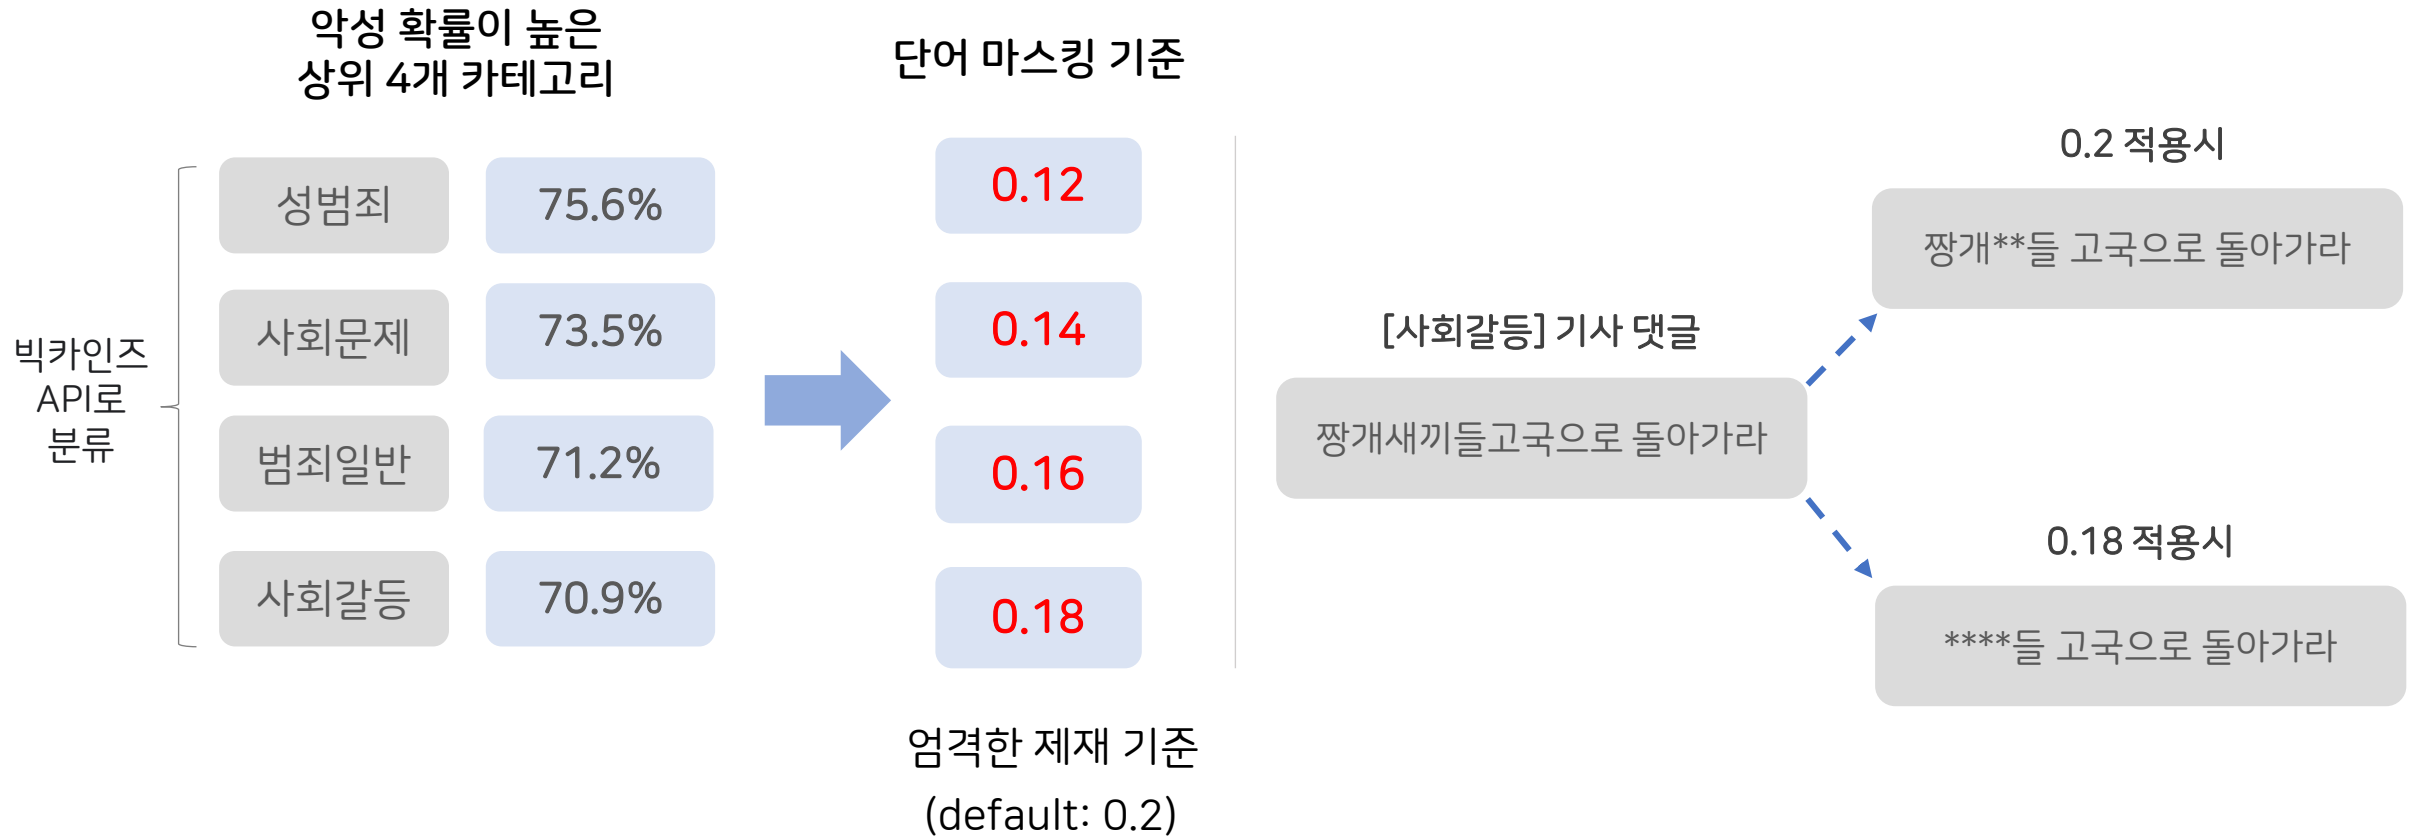 악성 확률이 높은
상위 4개 카테고리
단어 마스킹 기준
빅카인즈
API로
분류
성범죄
75.6%
0.12
사회문제
73.5%
0.14
범죄일반
71.2%
0.16
사회갈등
70.9%
0.18
엄격한 제재 기준
(default: 0.2)
[사회갈등] 기사 댓글
짱개새끼들고국으로 돌아가라
0.2 적용시
짱개**들 고국으로 돌아가라
0.18 적용시
****들 고국으로 돌아가라